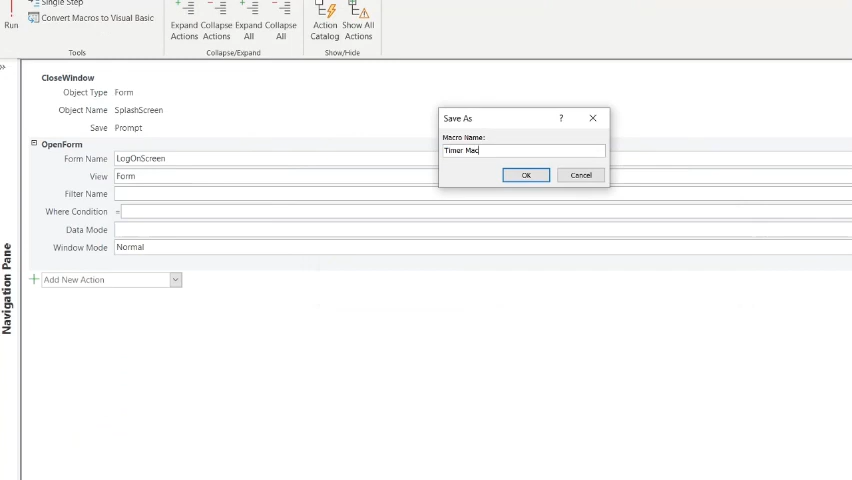 Single Step
Run
Convert Macros to Visual Basic
Tools
Expand Actions
Collapse Actions
Expand All
Collapse All
Collapse/Expand
Action Catalog
Show All Actions
Show/Hide
»
CloseWindow
Object Type Form
Object Name SplashScreen
Save Prompt
OpenForm
Form Name LogOnScreen
View Form
Filter Name
Where Condition =
Data Mode
Window Mode Normal
Add New Action
Navigation Pane
Save As ?
Macro Name:
Timer Mac
OK Cancel